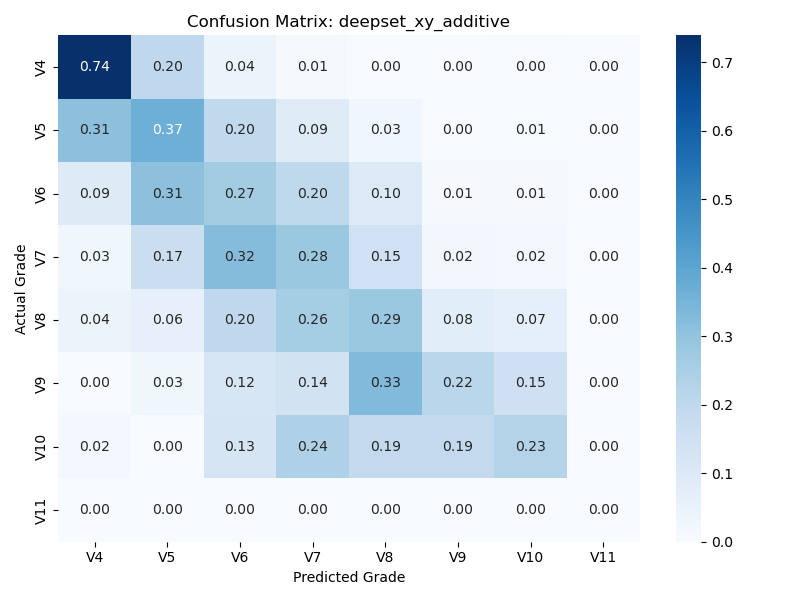 Confusion Matrix: deepset_xy_additive
V4 0.74 0.20 0.04 0.01 0.00 0.00 0.00 0.00
V5 0.31 0.37 0.20 0.09 0.03 0.00 0.01 0.00
V6 0.09 0.31 0.27 0.20 0.10 0.01 0.01 0.00
V7 0.03 0.17 0.32 0.28 0.15 0.02 0.02 0.00
V8 0.04 0.06 0.20 0.26 0.29 0.08 0.07 0.00
V9 0.00 0.03 0.12 0.14 0.33 0.22 0.15 0.00
V10 0.02 0.00 0.13 0.24 0.19 0.19 0.23 0.00
V11 0.00 0.00 0.00 0.00 0.00 0.00 0.00 0.00
V4 V5 V6 V7 V8 V9 V10 V11
Predicted Grade
Actual Grade
0.7
0.6
0.5
0.4
0.3
0.2
0.1
0.0